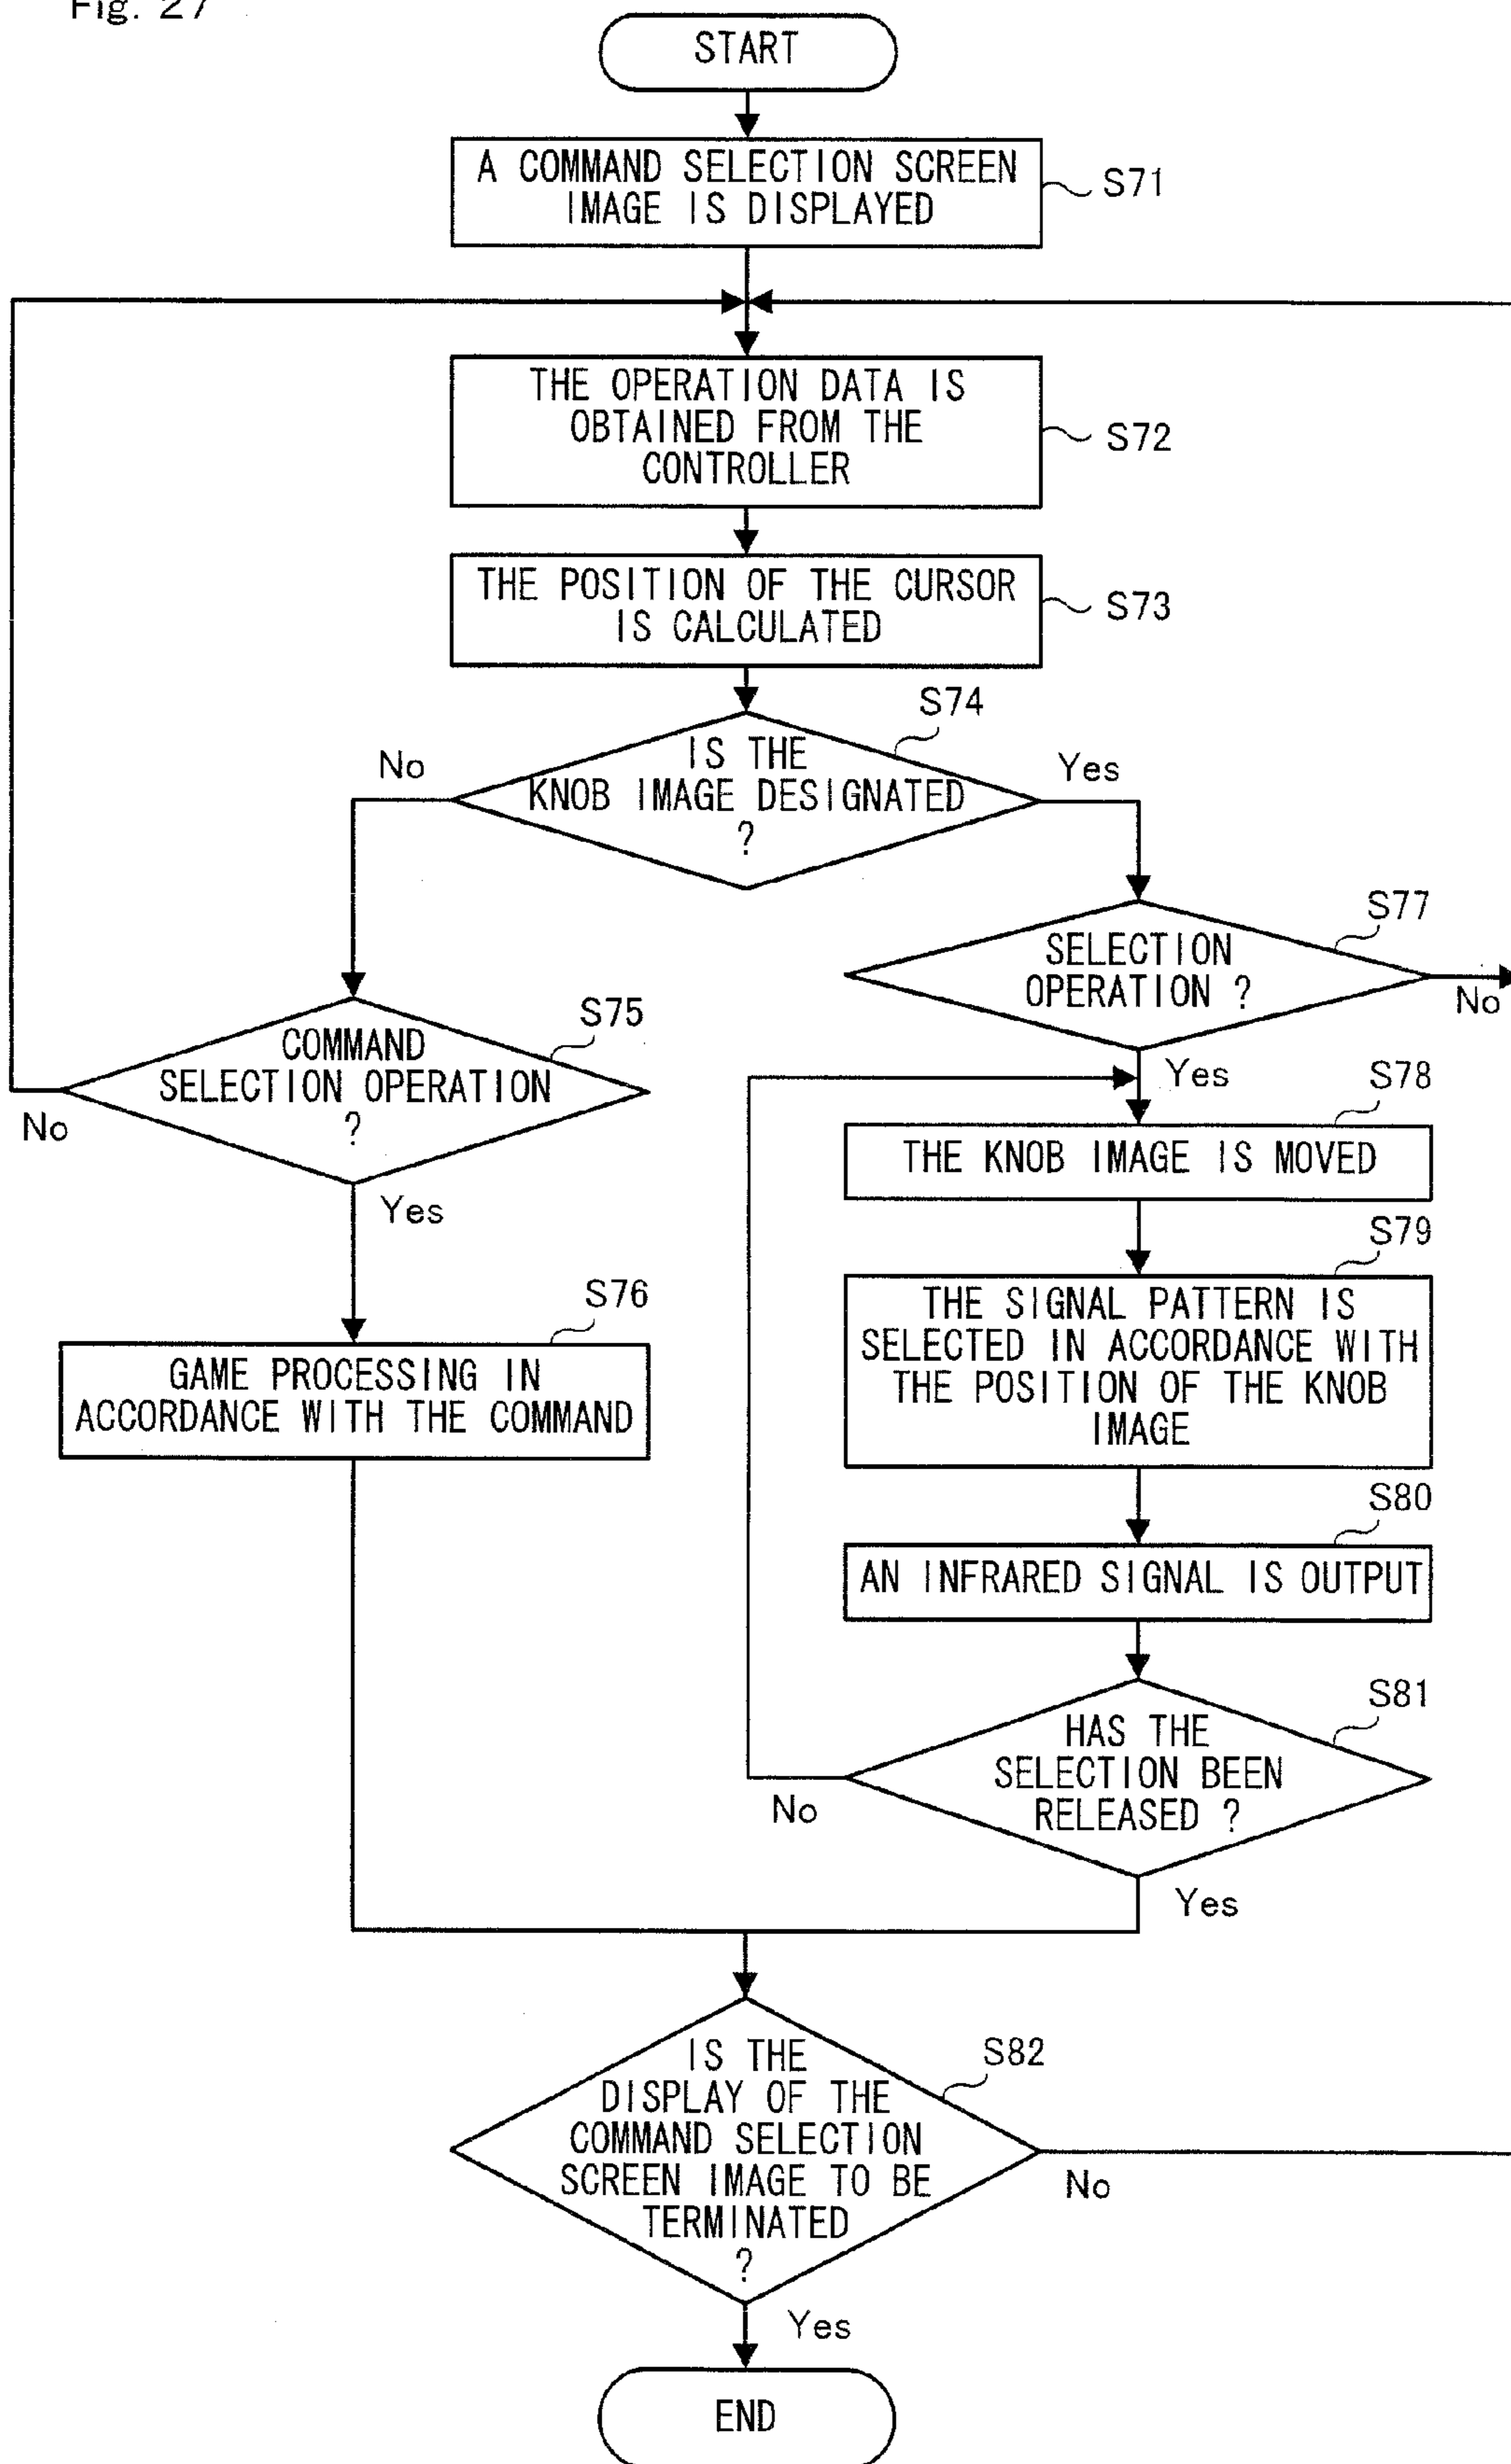 Fig. 27
START
A COMMAND SELECTION SCREEN
IMAGE IS DISPLAYED
S71
THE OPERATION DATA IS
OBTAINED FROM THE
CONTROLLER
S72
THE POSITION OF THE CURSOR
IS CALCULATED
S73
S74
IS THE
KNOB IMAGE DESIGNATED
?
No
Yes
S77
SELECTION
OPERATION ?
No
Yes
S75
COMMAND
SELECTION OPERATION
?
No
Yes
S78
THE KNOB IMAGE IS MOVED
S79
THE SIGNAL PATTERN IS
SELECTED IN ACCORDANCE WITH
THE POSITION OF THE KNOB
IMAGE
S76
GAME PROCESSING IN
ACCORDANCE WITH THE COMMAND
S80
AN INFRARED SIGNAL IS OUTPUT
S81
HAS THE
SELECTION BEEN
RELEASED ?
No
Yes
S82
IS THE
DISPLAY OF THE
COMMAND SELECTION
SCREEN IMAGE TO BE
TERMINATED
?
No
Yes
END